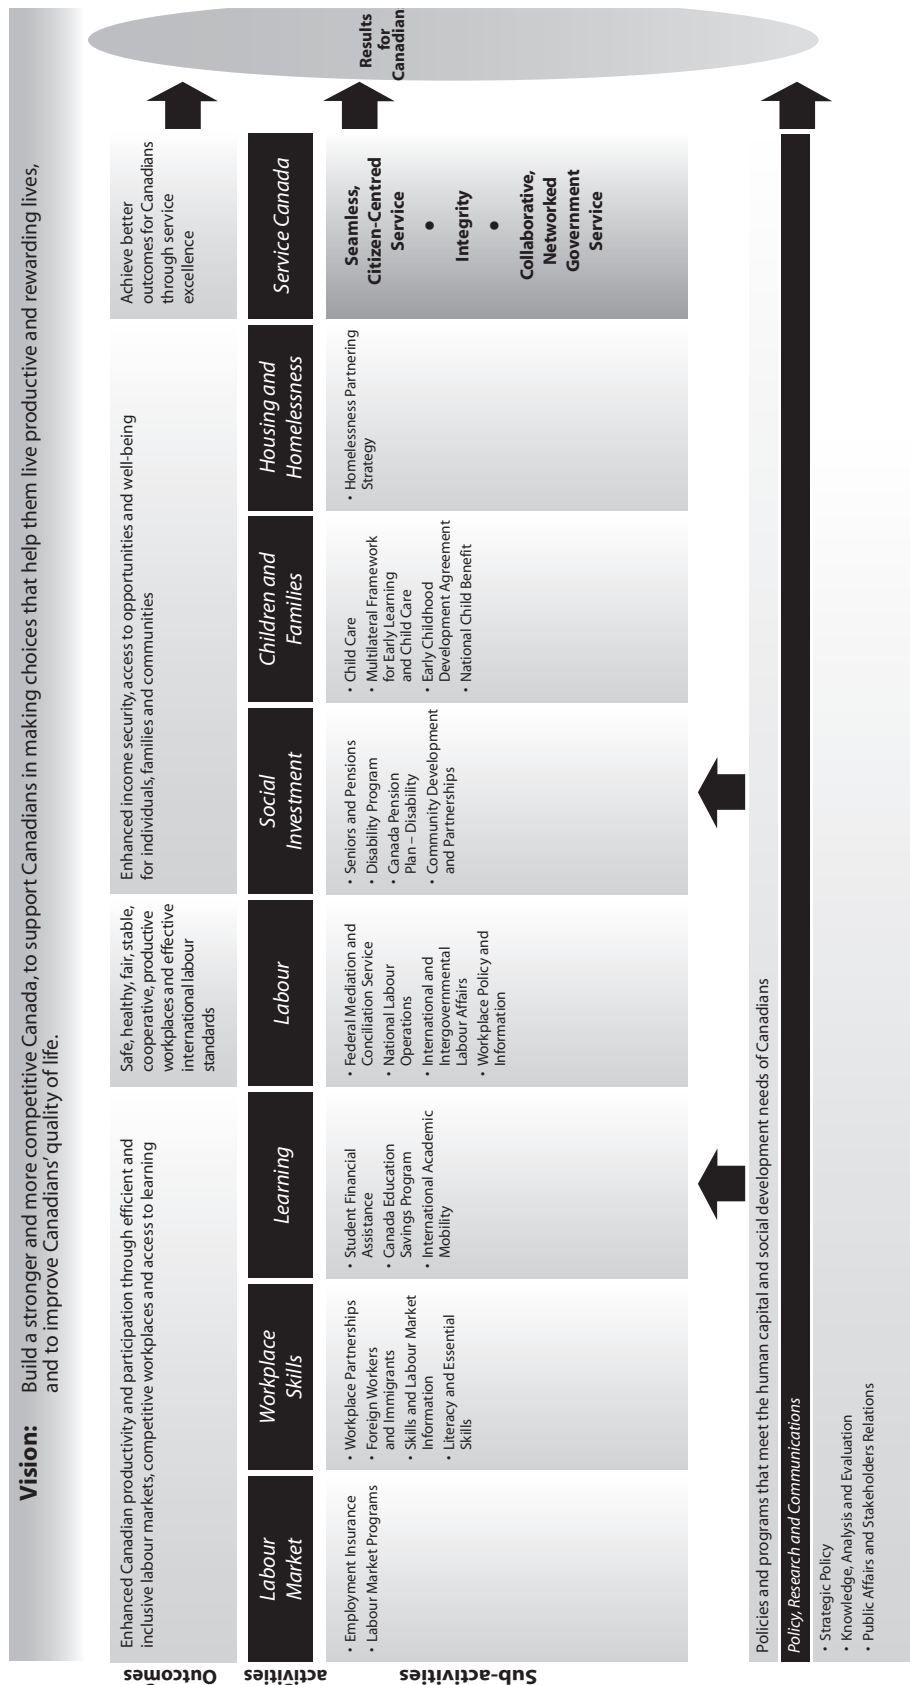 Vision:
Build a stronger and more competitive Canada, to support Canadians in making choices that help them live productive and rewarding lives,
and to improve Canadians’ quality of life.
Outcomes
Enhanced Canadian productivity and participation through efficient and
inclusive labour markets, competitive workplaces and access to learning
Safe, healthy, fair, stable,
cooperative, productive
workplaces and effective
international labour
standards
Enhanced income security, access to opportunities and well-being
for individuals, families and communities
Achieve better
outcomes for Canadians
through service
excellence
activities
Labour
Market
Workplace
Skills
Learning
Labour
Social
Investment
Children and
Families
Housing and
Homelessness
Service Canada
Sub-activities
• Employment Insurance
• Labour Market Programs
• Workplace Partnerships
• Foreign Workers
and Immigrants
• Skills and Labour Market
Information
• Literacy and Essential
Skills
• Student Financial
Assistance
• Canada Education
Savings Program
• International Academic
Mobility
• Federal Mediation and
Conciliation Service
• National Labour
Operations
• International and
Intergovernmental
Labour Affairs
• Workplace Policy and
Information
• Seniors and Pensions
• Disability Program
• Canada Pension
Plan – Disability
• Community Development
and Partnerships
• Child Care
• Multilateral Framework
for Early Learning
and Child Care
• Early Childhood
Development Agreement
• National Child Benefit
• Homelessness Partnering
Strategy
Seamless,
Citizen-Centred
Service
•
Integrity
•
Collaborative,
Networked
Government
Service
Results
for
Canadian
Policies and programs that meet the human capital and social development needs of Canadians
Policy, Research and Communications
• Strategic Policy
• Knowledge, Analysis and Evaluation
• Public Affairs and Stakeholders Relations